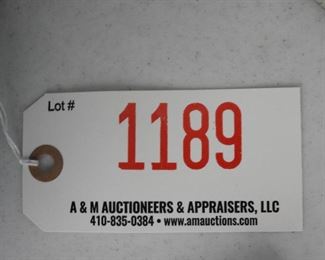 Lot #
1189
A & M AUCTIONEERS & APPRAISERS, LLC
410-835-0384 • www.amauctions.com